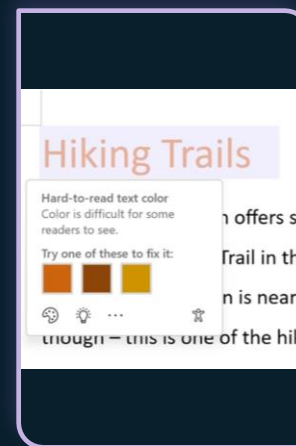 Hiking Trails
Hard-to-read text color
Color is difficult for some
readers to see.
Try one of these to fix it:
offers s
Trail in th
n is near
though – this is one of the hil